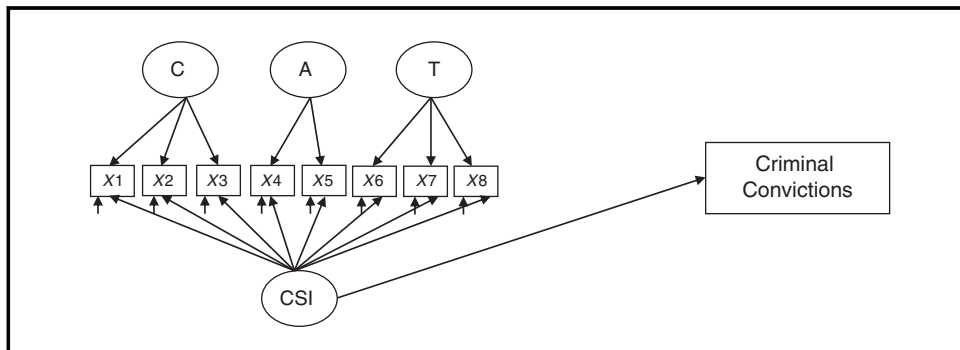 C A T
X1 X2 X3 X4 X5 X6 X7 X8
Criminal
Convictions
CSI